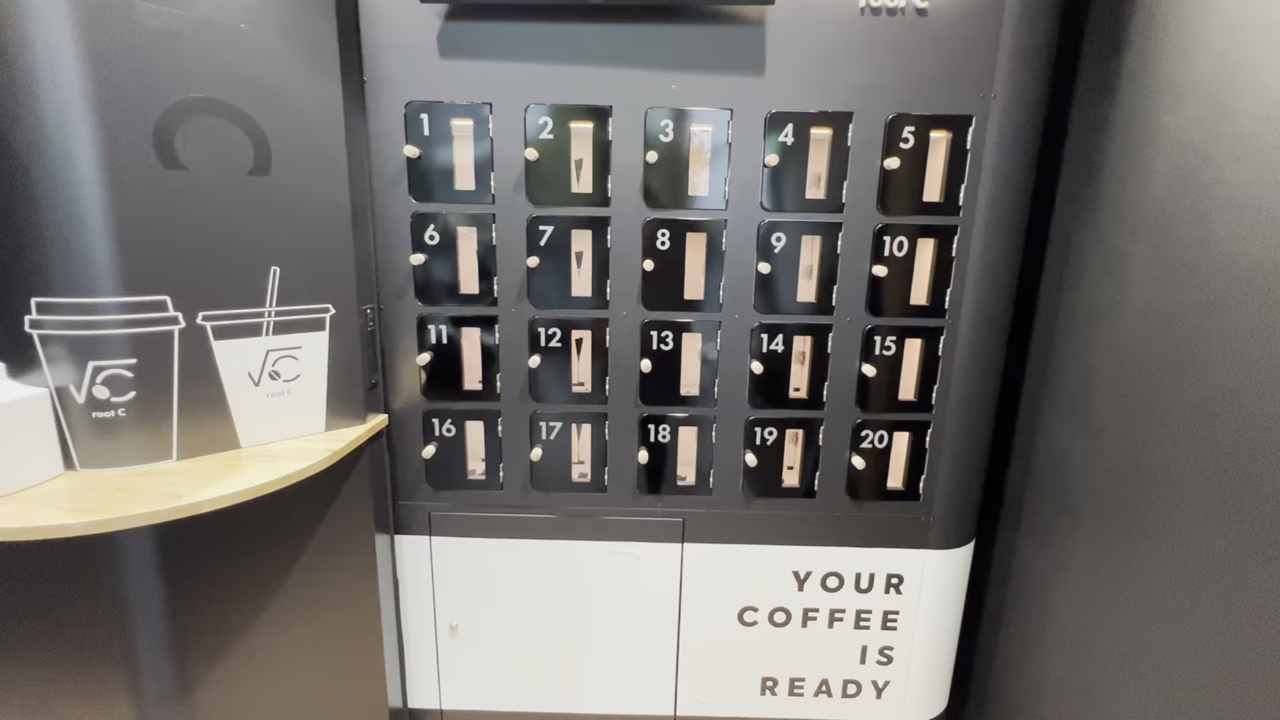 root C
1 2 3 4 5
6 7 8 9 10
11 12 13 14 15
16 17 18 19 20
√C
root C
√C
root C
YOUR
COFFEE
IS
READY